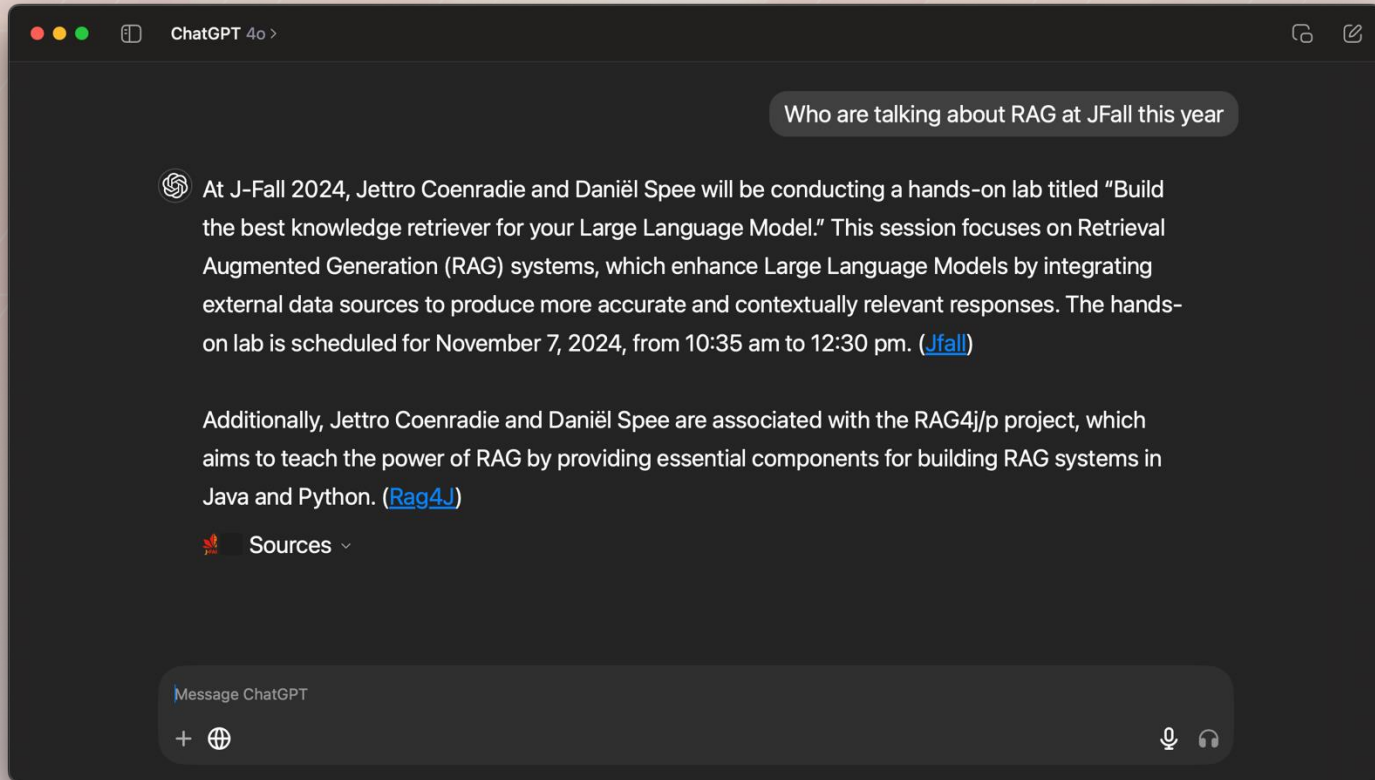 ChatGPT 4o >
Who are talking about RAG at JFall this year
At J-Fall 2024, Jettro Coenradie and Daniël Spee will be conducting a hands-on lab titled “Build
the best knowledge retriever for your Large Language Model.” This session focuses on Retrieval
Augmented Generation (RAG) systems, which enhance Large Language Models by integrating
external data sources to produce more accurate and contextually relevant responses. The hands-
on lab is scheduled for November 7, 2024, from 10:35 am to 12:30 pm. (Jfall)
Additionally, Jettro Coenradie and Daniël Spee are associated with the RAG4j/p project, which
aims to teach the power of RAG by providing essential components for building RAG systems in
Java and Python. (Rag4J)
Sources
Message ChatGPT